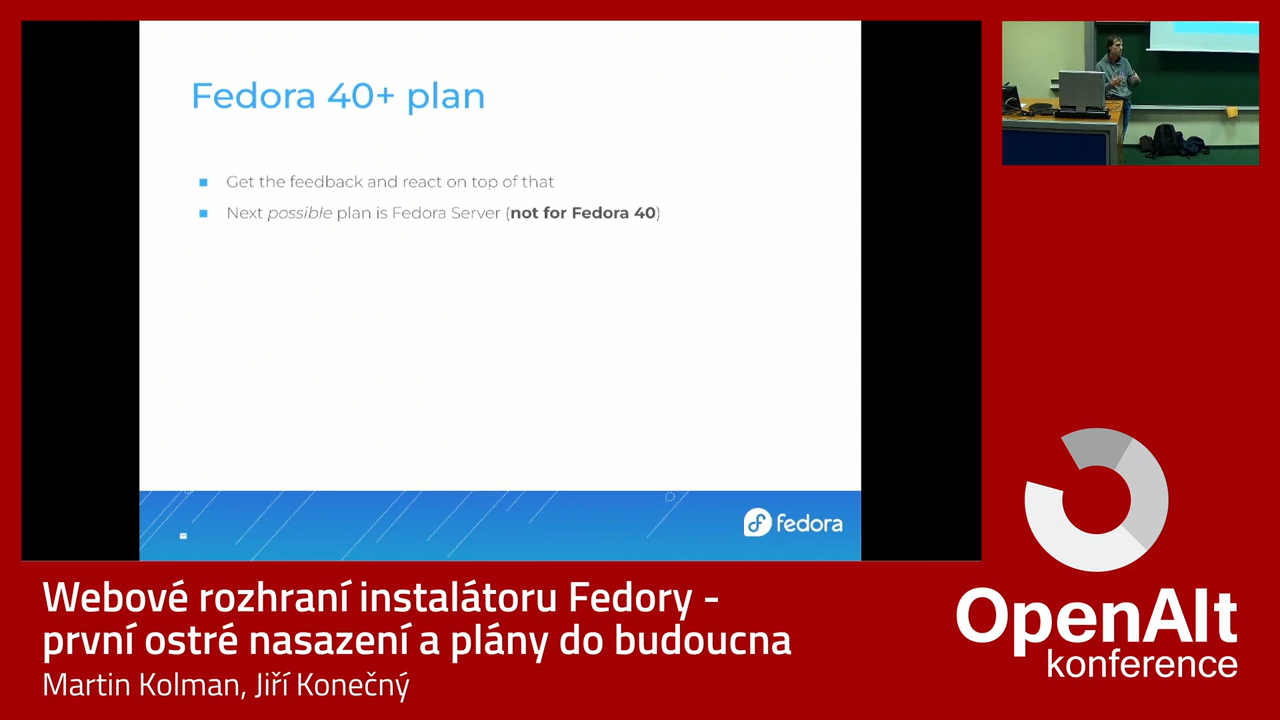 Fedora 40+ plan
Get the feedback and react on top of that
Next possible plan is Fedora Server (not for Fedora 40)
fedora
Webové rozhraní instalátoru Fedory -
první ostré nasazení a plány do budoucna
Martin Kolman, Jiří Konečný
OpenAlt
konference